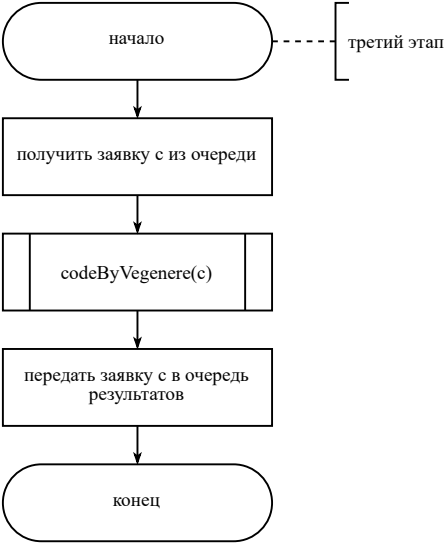 начало
третий этап
получить заявку с из очереди
codeByVegenere(c)
передать заявку с в очередь
результатов
конец